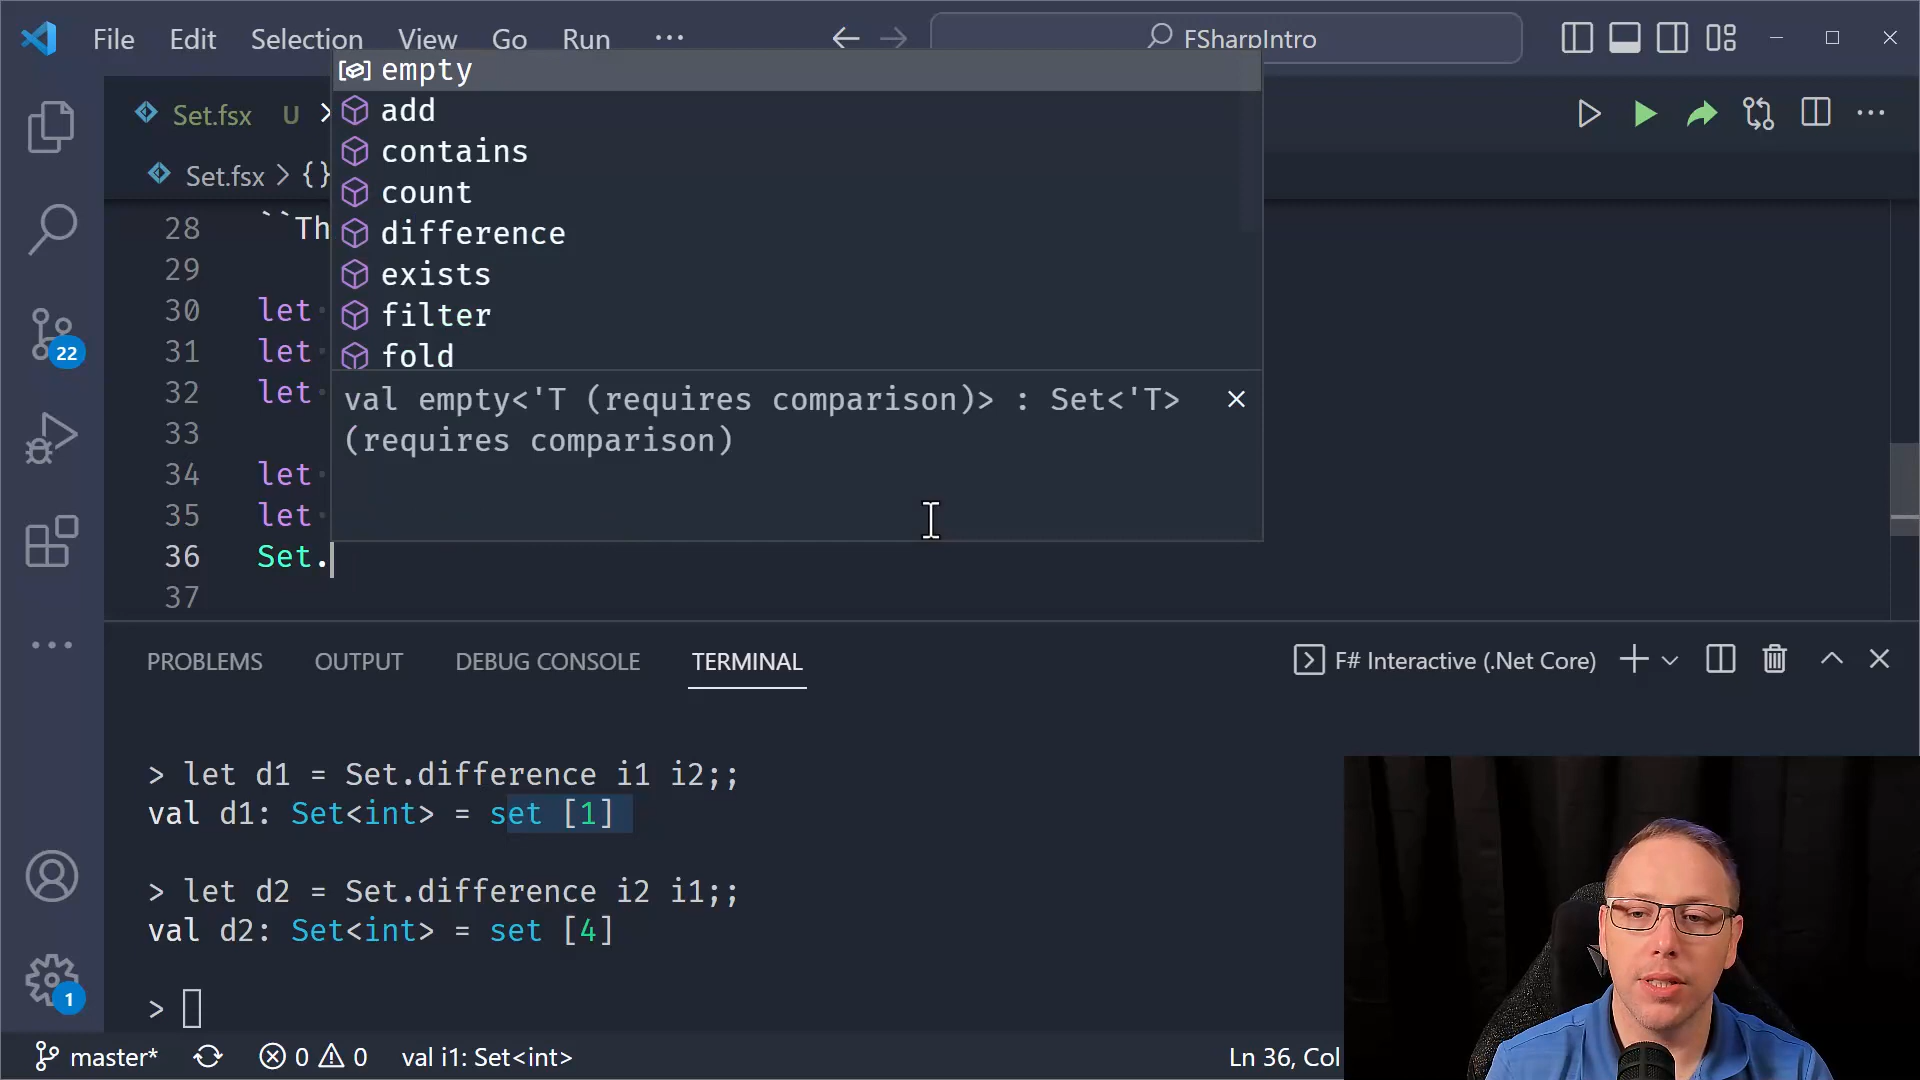 File Edit Selection View Go Run ···
FSharpIntro
Set.fsx U
Set.fsx > {}
empty
add
contains
count
difference
exists
filter
fold
val empty<'T (requires comparison)> : Set<'T>
(requires comparison)
28 ``Th
29
30 let
31 let
32 let
33
34 let
35 let
36 Set.
37
22
1
PROBLEMS OUTPUT DEBUG CONSOLE TERMINAL
F# Interactive (.Net Core)
> let d1 = Set.difference i1 i2;;
val d1: Set<int> = set [1]
> let d2 = Set.difference i2 i1;;
val d2: Set<int> = set [4]
>
master* 0 0 val i1: Set<int>
Ln 36, Col